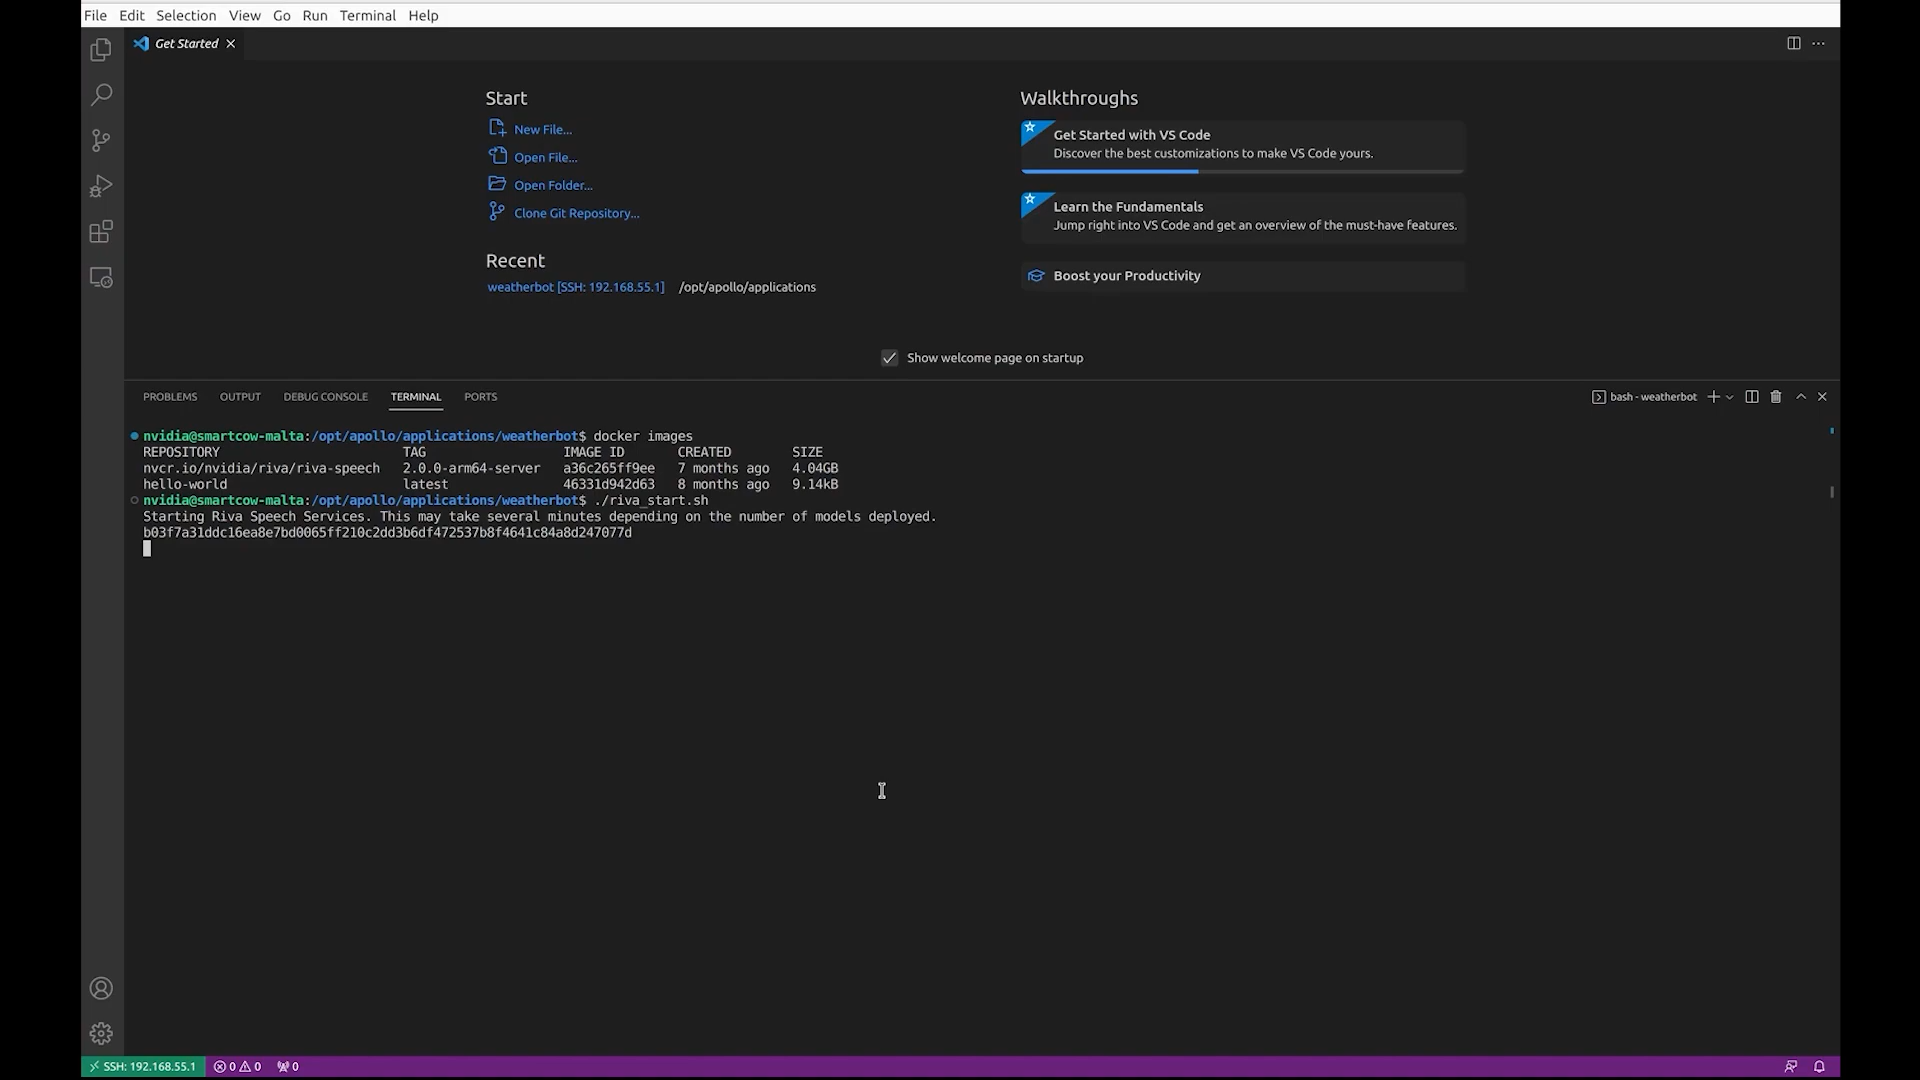 File Edit Selection View Go Run Terminal Help
Get Started
Start
New File...
Open File...
Open Folder...
Clone Git Repository...
Recent
weatherbot [SSH: 192.168.55.1] /opt/apollo/applications
Walkthroughs
Get Started with VS Code
Discover the best customizations to make VS Code yours.
Learn the Fundamentals
Jump right into VS Code and get an overview of the must-have features.
Boost your Productivity
Show welcome page on startup
PROBLEMS OUTPUT DEBUG CONSOLE TERMINAL PORTS
bash - weatherbot
nvidia@smartcow-malta:/opt/apollo/applications/weatherbot$ docker images
REPOSITORY TAG IMAGE ID CREATED SIZE
nvcr.io/nvidia/riva/riva-speech 2.0.0-arm64-server a36c265ff9ee 7 months ago 4.04GB
hello-world latest 46331d942d63 8 months ago 9.14kB
nvidia@smartcow-malta:/opt/apollo/applications/weatherbot$ ./riva_start.sh
Starting Riva Speech Services. This may take several minutes depending on the number of models deployed.
b03f7a31ddc16ea8e7bd0065ff210c2dd3b6df472537b8f4641c84a8d247077d
SSH: 192.168.55.1 0 0 0